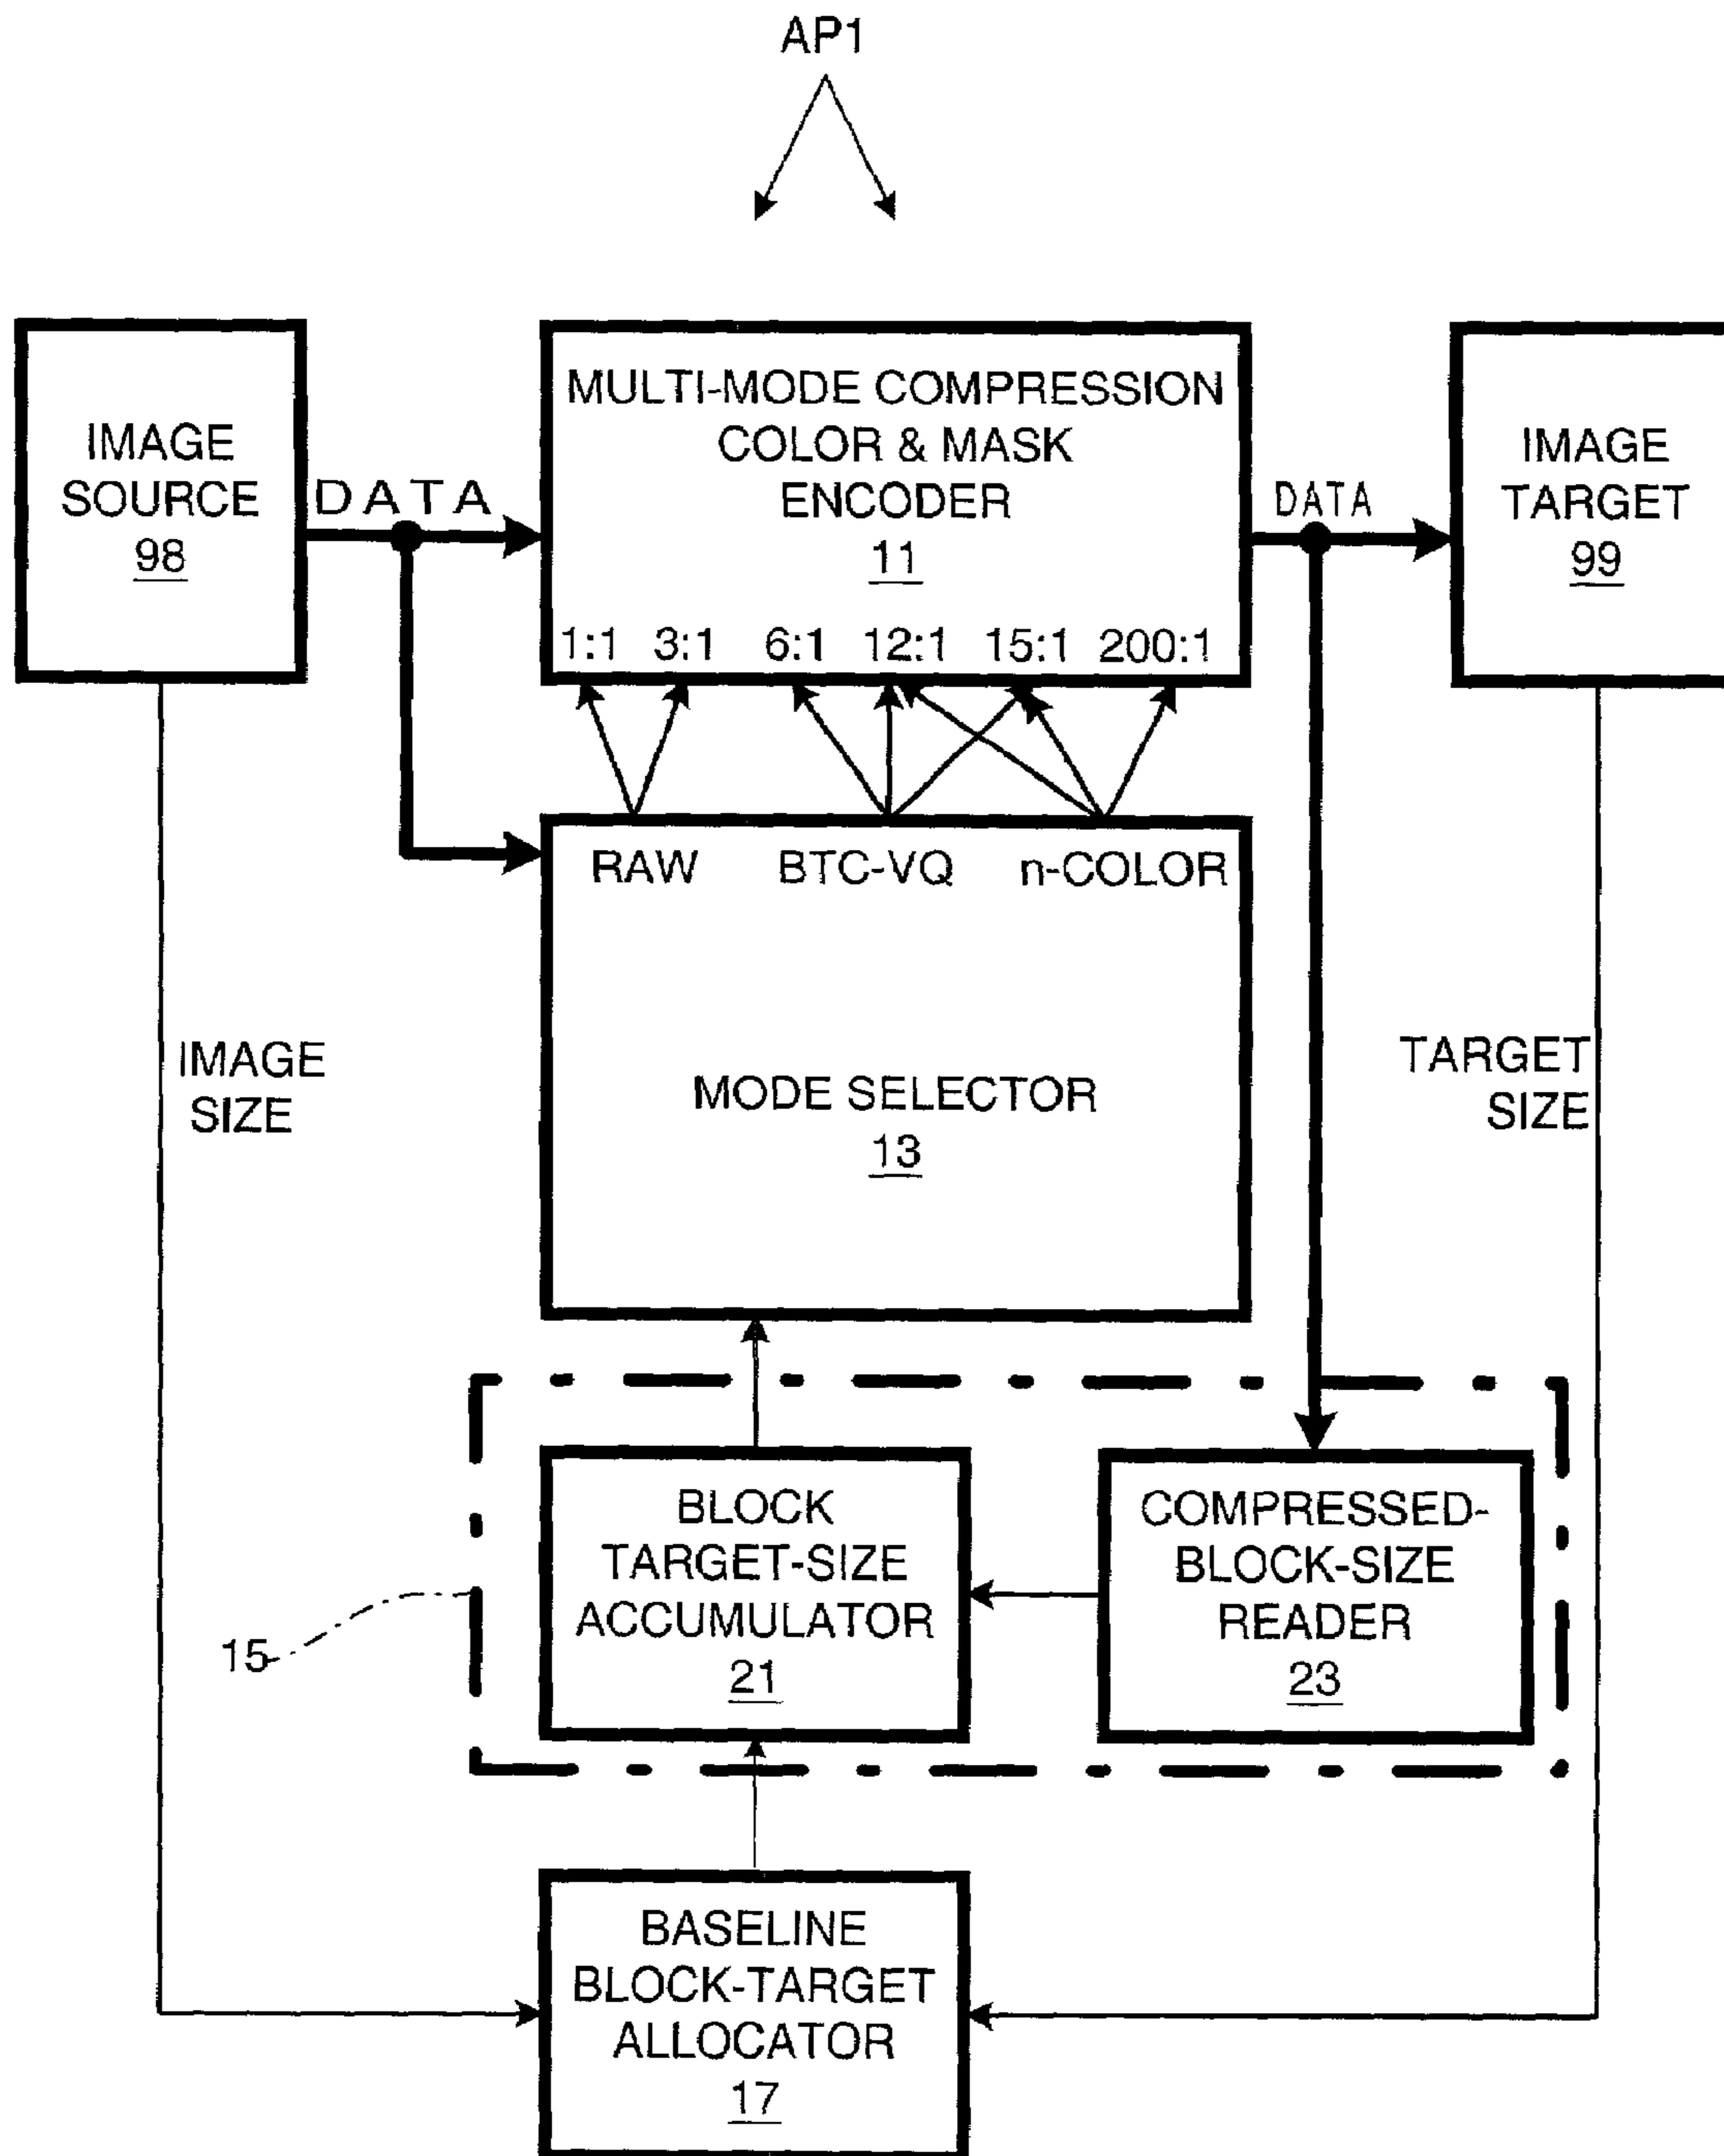 AP1
IMAGE
SOURCE
98
DATA
MULTI-MODE COMPRESSION
COLOR & MASK
ENCODER
11
1:1 3:1 6:1 12:1 15:1 200:1
DATA
IMAGE
TARGET
99
RAW BTC-VQ n-COLOR
MODE SELECTOR
13
IMAGE
SIZE
TARGET
SIZE
15
BLOCK
TARGET-SIZE
ACCUMULATOR
21
COMPRESSED-
BLOCK-SIZE
READER
23
BASELINE
BLOCK-TARGET
ALLOCATOR
17